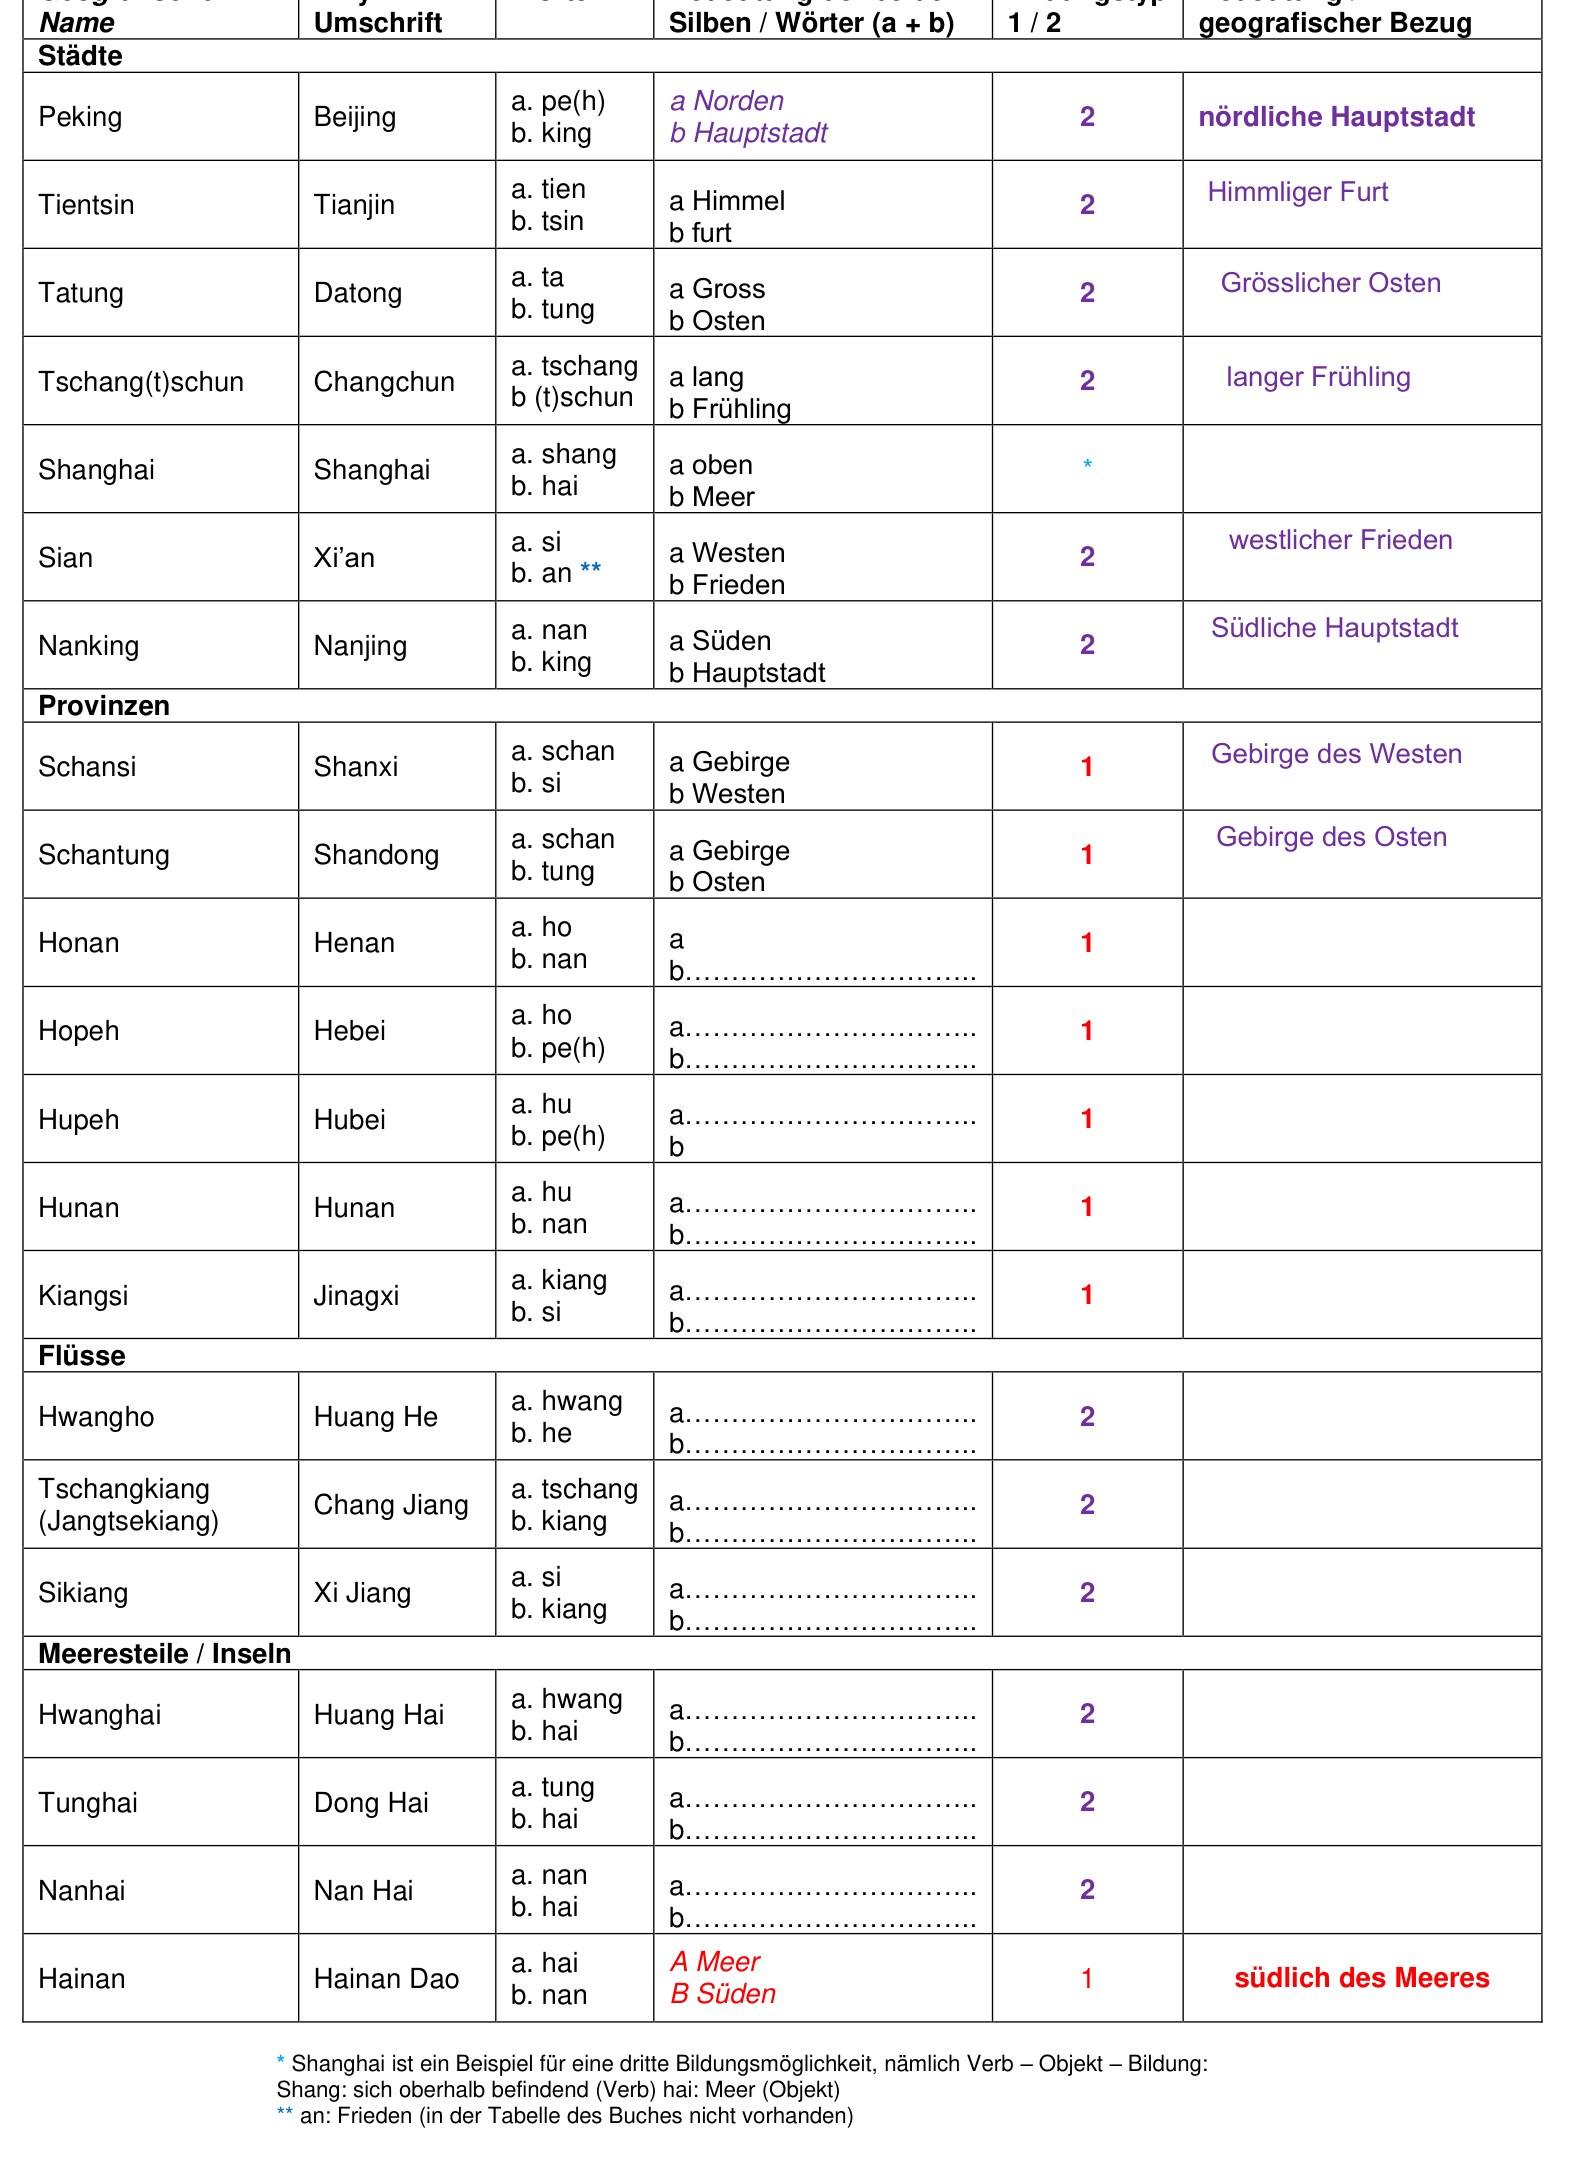 Name
Umschrift
Silben / Wörter (a + b)
1 / 2
geografischer Bezug
Städte
Peking
Beijing
a. pe(h)
b. king
a Norden
b Hauptstadt
2
nördliche Hauptstadt
Tientsin
Tianjin
a. tien
b. tsin
a Himmel
b furt
2
Himmliger Furt
Tatung
Datong
a. ta
b. tung
a Gross
b Osten
2
Grösslicher Osten
Tschang(t)schun
Changchun
a. tschang
b (t)schun
a lang
b Frühling
2
langer Frühling
Shanghai
Shanghai
a. shang
b. hai
a oben
b Meer
*
Sian
Xi’an
a. si
b. an **
a Westen
b Frieden
2
westlicher Frieden
Nanking
Nanjing
a. nan
b. king
a Süden
b Hauptstadt
2
Südliche Hauptstadt
Provinzen
Schansi
Shanxi
a. schan
b. si
a Gebirge
b Westen
1
Gebirge des Westen
Schantung
Shandong
a. schan
b. tung
a Gebirge
b Osten
1
Gebirge des Osten
Honan
Henan
a. ho
b. nan
a
b…………………………..
1
Hopeh
Hebei
a. ho
b. pe(h)
a…………………………..
b…………………………..
1
Hupeh
Hubei
a. hu
b. pe(h)
a…………………………..
b
1
Hunan
Hunan
a. hu
b. nan
a…………………………..
b…………………………..
1
Kiangsi
Jinagxi
a. kiang
b. si
a…………………………..
b…………………………..
1
Flüsse
Hwangho
Huang He
a. hwang
b. he
a…………………………..
b…………………………..
2
Tschangkiang
(Jangtsekiang)
Chang Jiang
a. tschang
b. kiang
a…………………………..
b…………………………..
2
Sikiang
Xi Jiang
a. si
b. kiang
a…………………………..
b…………………………..
2
Meeresteile / Inseln
Hwanghai
Huang Hai
a. hwang
b. hai
a…………………………..
b…………………………..
2
Tunghai
Dong Hai
a. tung
b. hai
a…………………………..
b…………………………..
2
Nanhai
Nan Hai
a. nan
b. hai
a…………………………..
b…………………………..
2
Hainan
Hainan Dao
a. hai
b. nan
A Meer
B Süden
1
südlich des Meeres
* Shanghai ist ein Beispiel für eine dritte Bildungsmöglichkeit, nämlich Verb – Objekt – Bildung:
Shang: sich oberhalb befindend (Verb) hai: Meer (Objekt)
** an: Frieden (in der Tabelle des Buches nicht vorhanden)